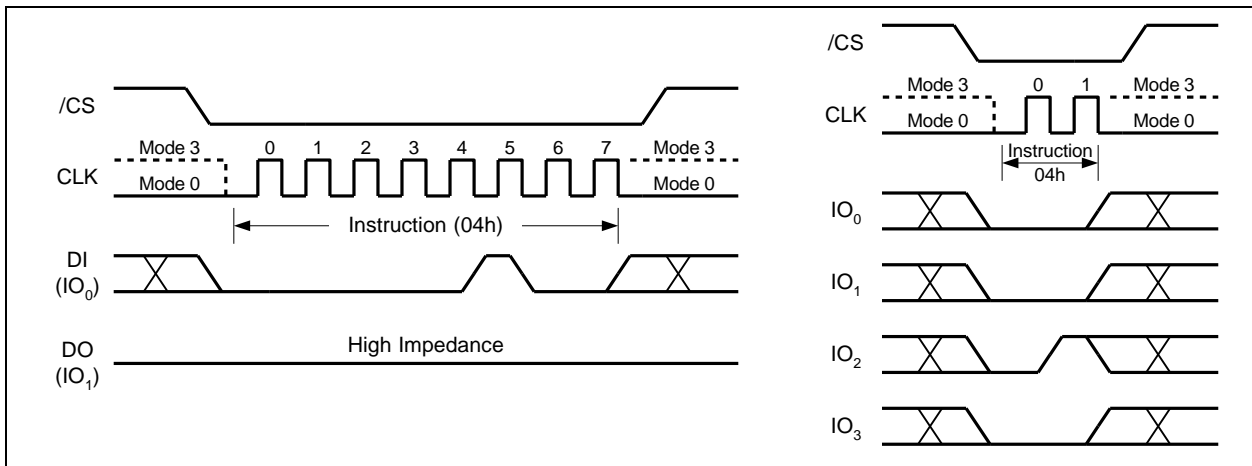 /CS
Mode 3
0 1 2 3 4 5 6 7
Mode 3
CLK
Mode 0
Mode 0
Instruction (04h)
DI
(IO0)
High Impedance
DO
(IO1)
/CS
Mode 3
0 1
Mode 3
CLK
Mode 0
Mode 0
Instruction
04h
IO0
IO1
IO2
IO3